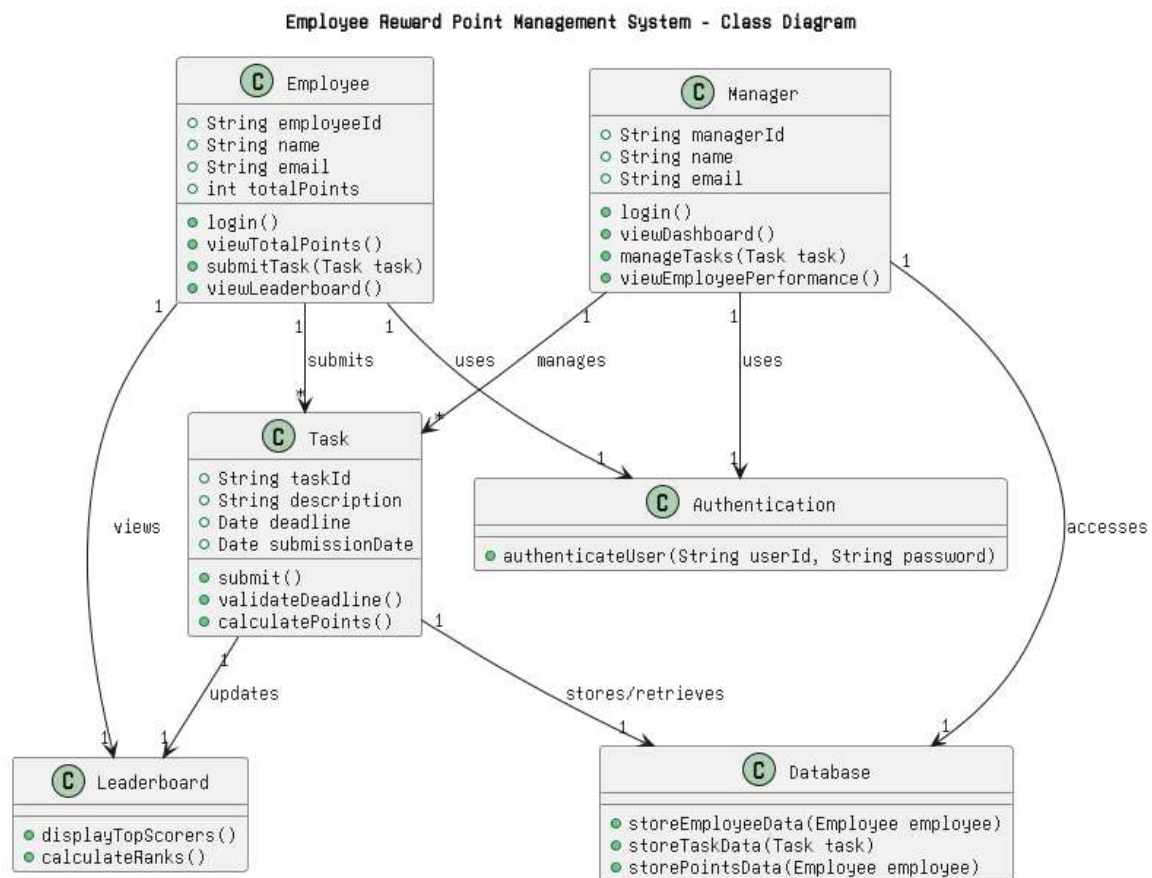 Employee Reward Point Management System - Class Diagram
C Employee
String employeeId
String name
String email
int totalPoints
login()
viewTotalPoints()
submitTask(Task task)
viewLeaderboard()
C Manager
String managerId
String name
String email
login()
viewDashboard()
manageTasks(Task task)
viewEmployeePerformance()
1
1
1
1
1
1
submits
uses
manages
uses
*
*
1
1
C Task
String taskId
String description
Date deadline
Date submissionDate
submit()
validateDeadline()
calculatePoints()
C Authentication
authenticateUser(String userId, String password)
views
accesses
1
1
updates
stores/retrieves
1
1
1
1
C Leaderboard
displayTopScorers()
calculateRanks()
C Database
storeEmployeeData(Employee employee)
storeTaskData(Task task)
storePointsData(Employee employee)